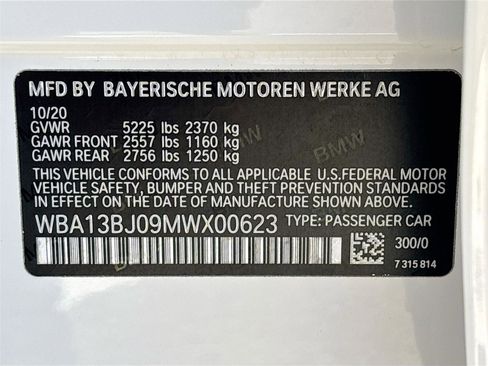 MFD BY BAYERISCHE MOTOREN WERKE AG
10/20
GVWR 5225 lbs 2370 kg
GAWR FRONT 2557 lbs 1160 kg
GAWR REAR 2756 lbs 1250 kg
THIS VEHICLE CONFORMS TO ALL APPLICABLE U.S.FEDERAL MOTOR
VEHICLE SAFETY, BUMPER AND THEFT PREVENTION STANDARDS
IN EFFECT ON THE DATE OF MANUFACTURE SHOWN ABOVE.
WBA13BJ09MWX00623 TYPE: PASSENGER CAR
300/0
7 315 814
BMW